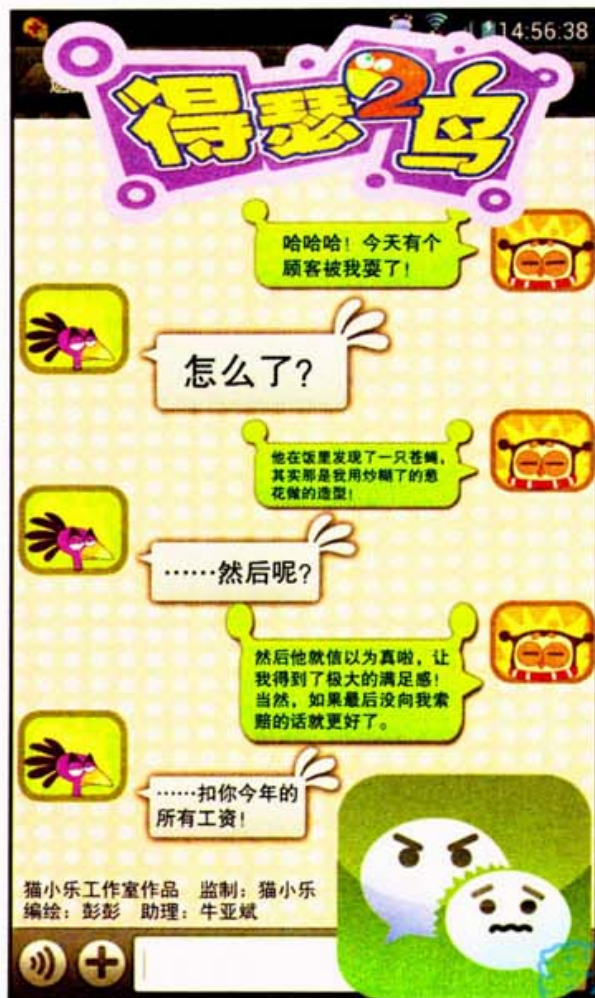 14:56:38
得瑟2鸟
哈哈哈！今天有个
顾客被我耍了！
怎么了？
他在饭里发现了一只苍蝇，
其实那是我用炒糊了的葱
花做的造型！
……然后呢？
然后他就信以为真啦，让
我得到了极大的满足感！
当然，如果最后没向我索
赔的话就更好了。
……扣你今年的
所有工资！
猫小乐工作室作品 监制：猫小乐
编绘：彭彭 助理：牛亚斌